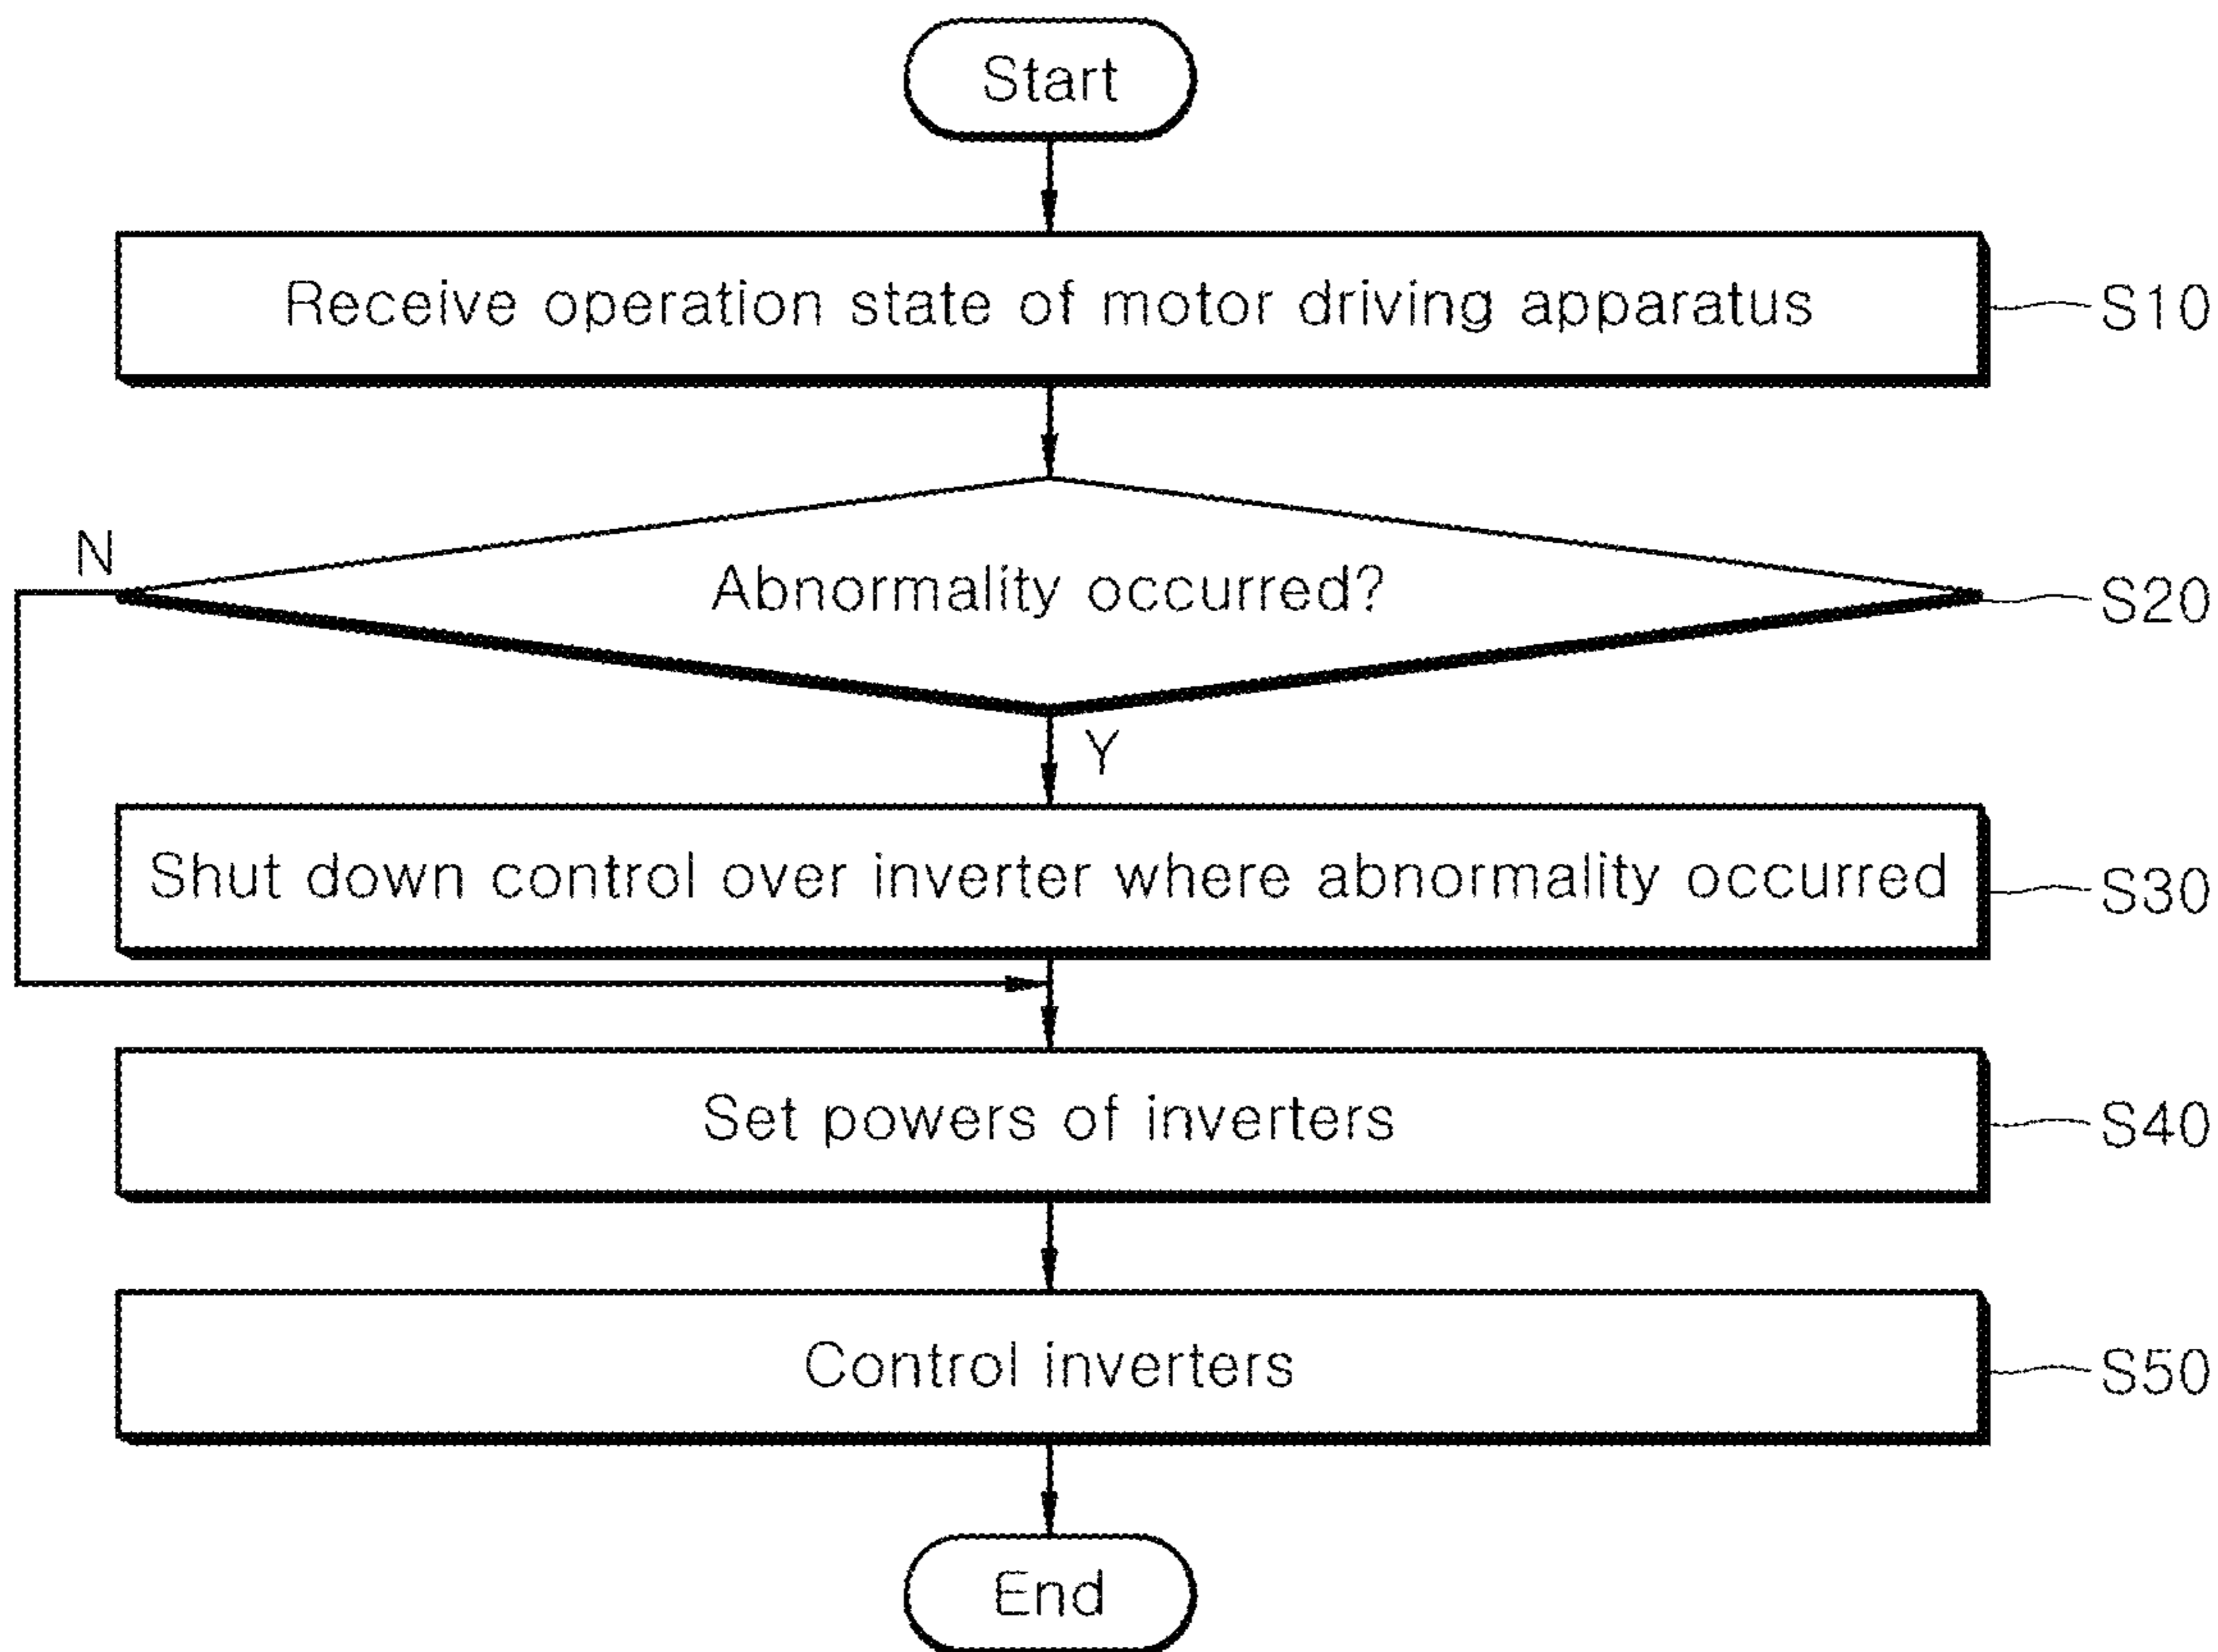 Start
Receive operation state of motor driving apparatus
S10
N
Abnormality occurred?
S20
Y
Shut down control over inverter where abnormality occurred
S30
Set powers of inverters
S40
Control inverters
S50
End